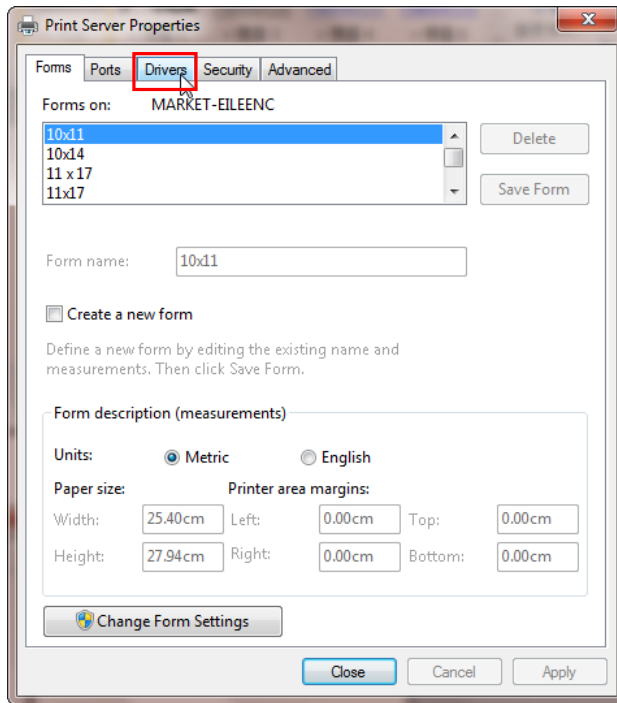 Print Server Properties
Forms Ports Drivers Security Advanced
Forms on: MARKET-EILEENC
10x11
10x14
11 x 17
11x17
Delete
Save Form
Form name: 10x11
Create a new form
Define a new form by editing the existing name and
measurements. Then click Save Form.
Form description (measurements)
Units: Metric English
Paper size: Printer area margins:
Width: 25.40cm Left: 0.00cm Top: 0.00cm
Height: 27.94cm Right: 0.00cm Bottom: 0.00cm
Change Form Settings
Close Cancel Apply